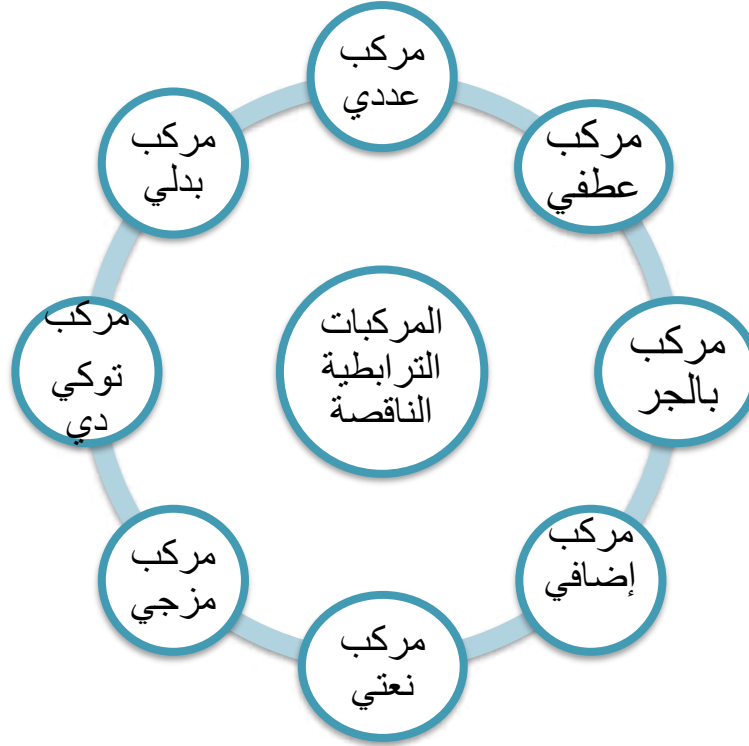 مركب
عددي
مركب
عطفي
مركب
بالجر
مركب
إضافي
مركب
نعتي
مركب
مزجي
مركب
توكي
دي
مركب
بدلي
المركبات
الترابطية
الناقصة